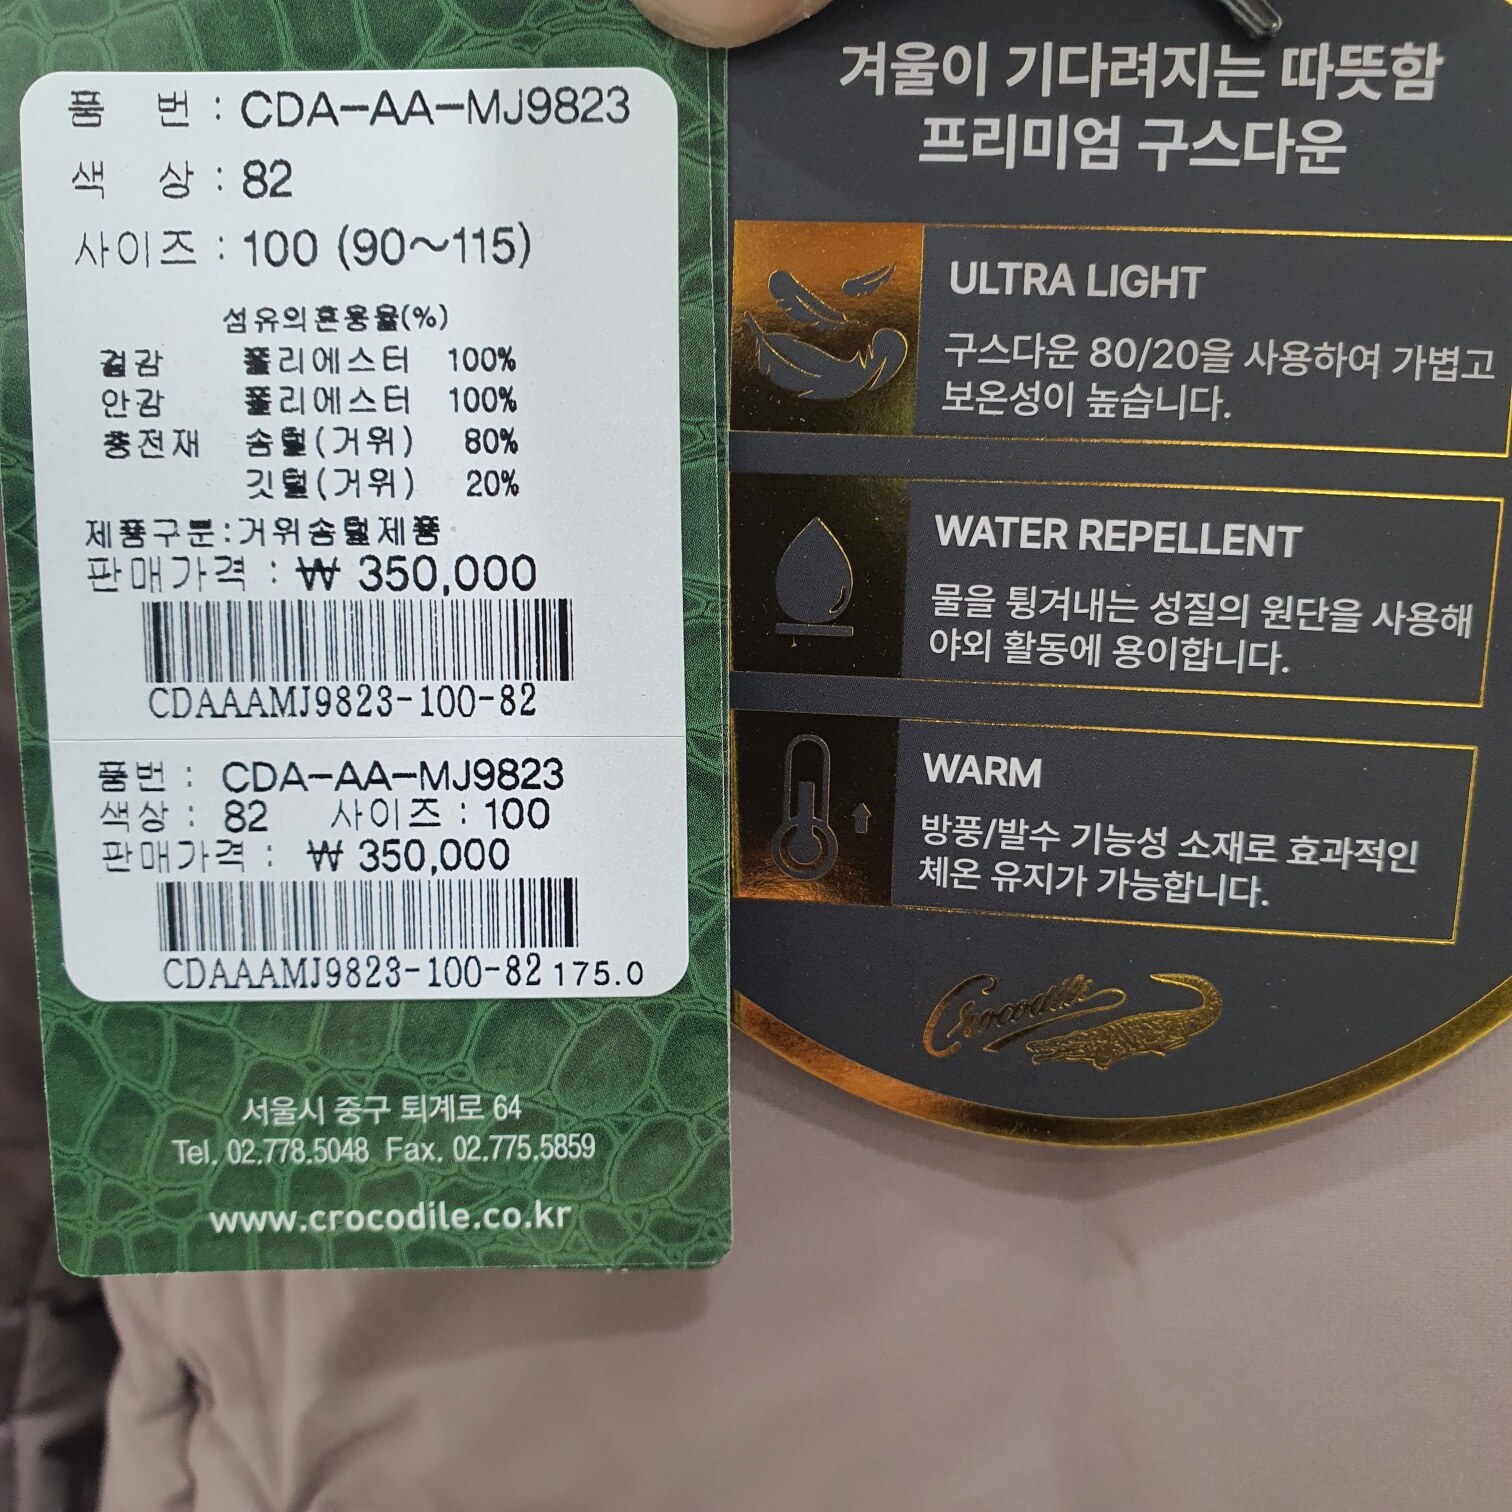 품 번 : CDA-AA-MJ9823
색 상 : 82
사이즈 : 100 (90~115)
섬유의혼용율(%)
겉감 폴리에스터 100%
안감 폴리에스터 100%
충전재 솜털(거위) 80%
깃털(거위) 20%
제품구분:거위솜털제품
판매가격 : ₩ 350,000
CDAAAMJ9823-100-82
품번 : CDA-AA-MJ9823
색상 : 82 사이즈 : 100
판매가격 : ₩ 350,000
CDAAAMJ9823-100-82 175.0
서울시 중구 퇴계로 64
Tel. 02.778.5048 Fax. 02.775.5859
www.crocodile.co.kr
겨울이 기다려지는 따뜻함
프리미엄 구스다운
ULTRA LIGHT
구스다운 80/20을 사용하여 가볍고
보온성이 높습니다.
WATER REPELLENT
물을 튕겨내는 성질의 원단을 사용해
야외 활동에 용이합니다.
WARM
방풍/발수 기능성 소재로 효과적인
체온 유지가 가능합니다.
Crocodile